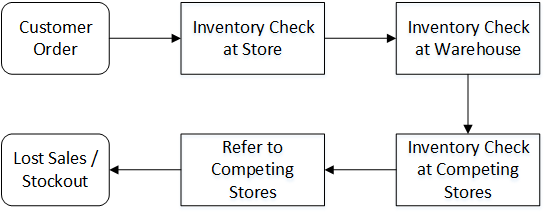 Customer
Order
Inventory Check
at Store
Inventory Check
at Warehouse
Inventory Check
at Competing
Stores
Refer to
Competing
Stores
Lost Sales /
Stockout